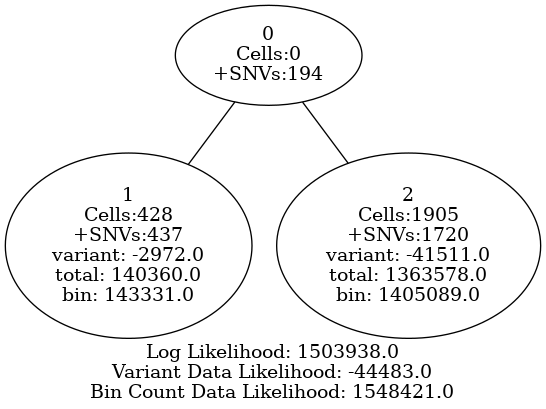 0
Cells:0
+SNVs:194
1
Cells:428
+SNVs:437
variant: -2972.0
total: 140360.0
bin: 143331.0
2
Cells:1905
+SNVs:1720
variant: -41511.0
total: 1363578.0
bin: 1405089.0
Log Likelihood: 1503938.0
Variant Data Likelihood: -44483.0
Bin Count Data Likelihood: 1548421.0